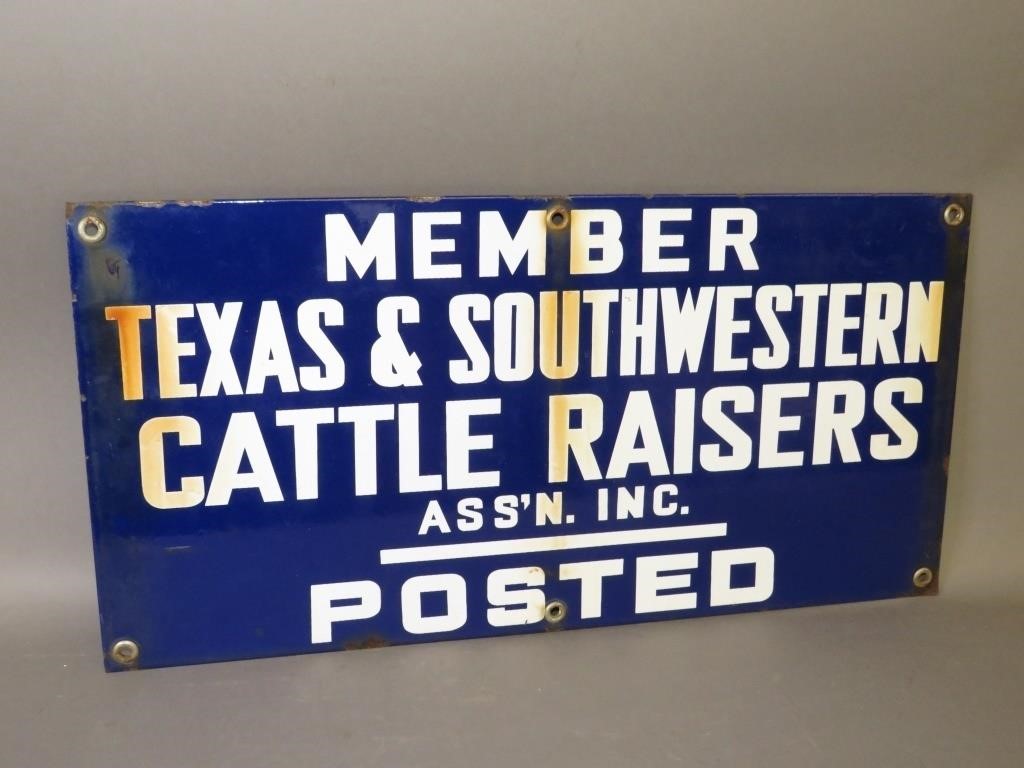 MEMBER
TEXAS & SOUTHWESTERN
CATTLE RAISERS
ASS'N. INC.
POSTED